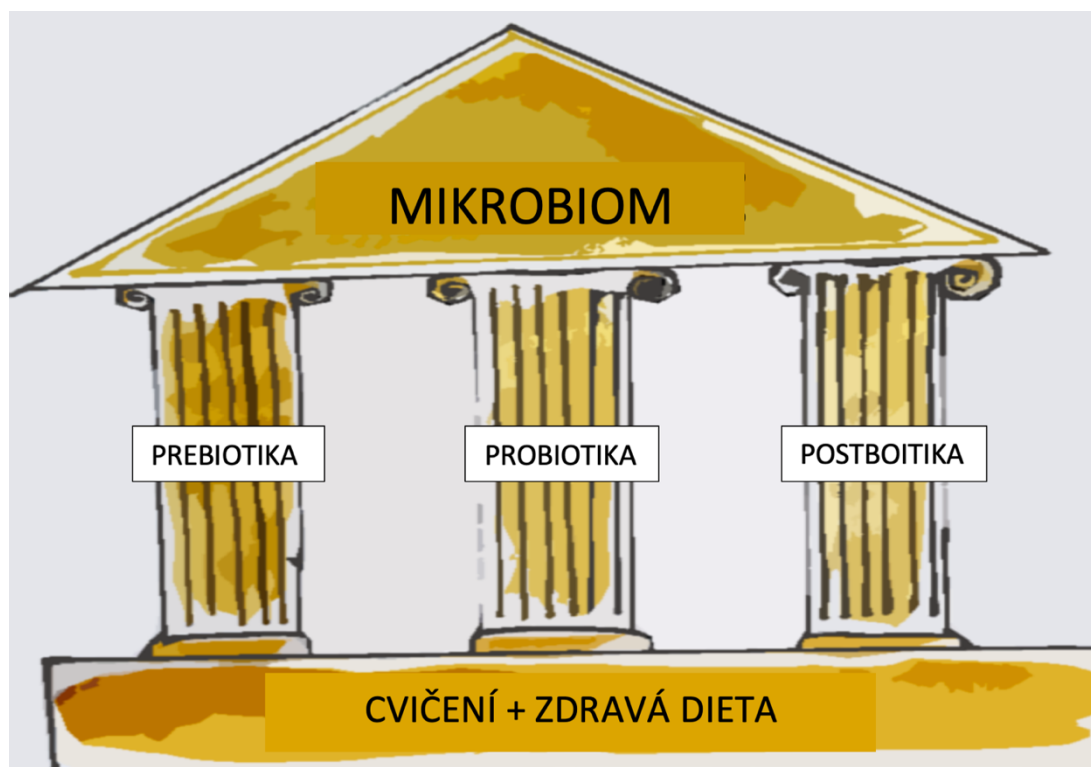 MIKROBIOM
PREBIOTIKA
PROBIOTIKA
POSTBOITIKA
CVIČENÍ + ZDRAVÁ DIETA